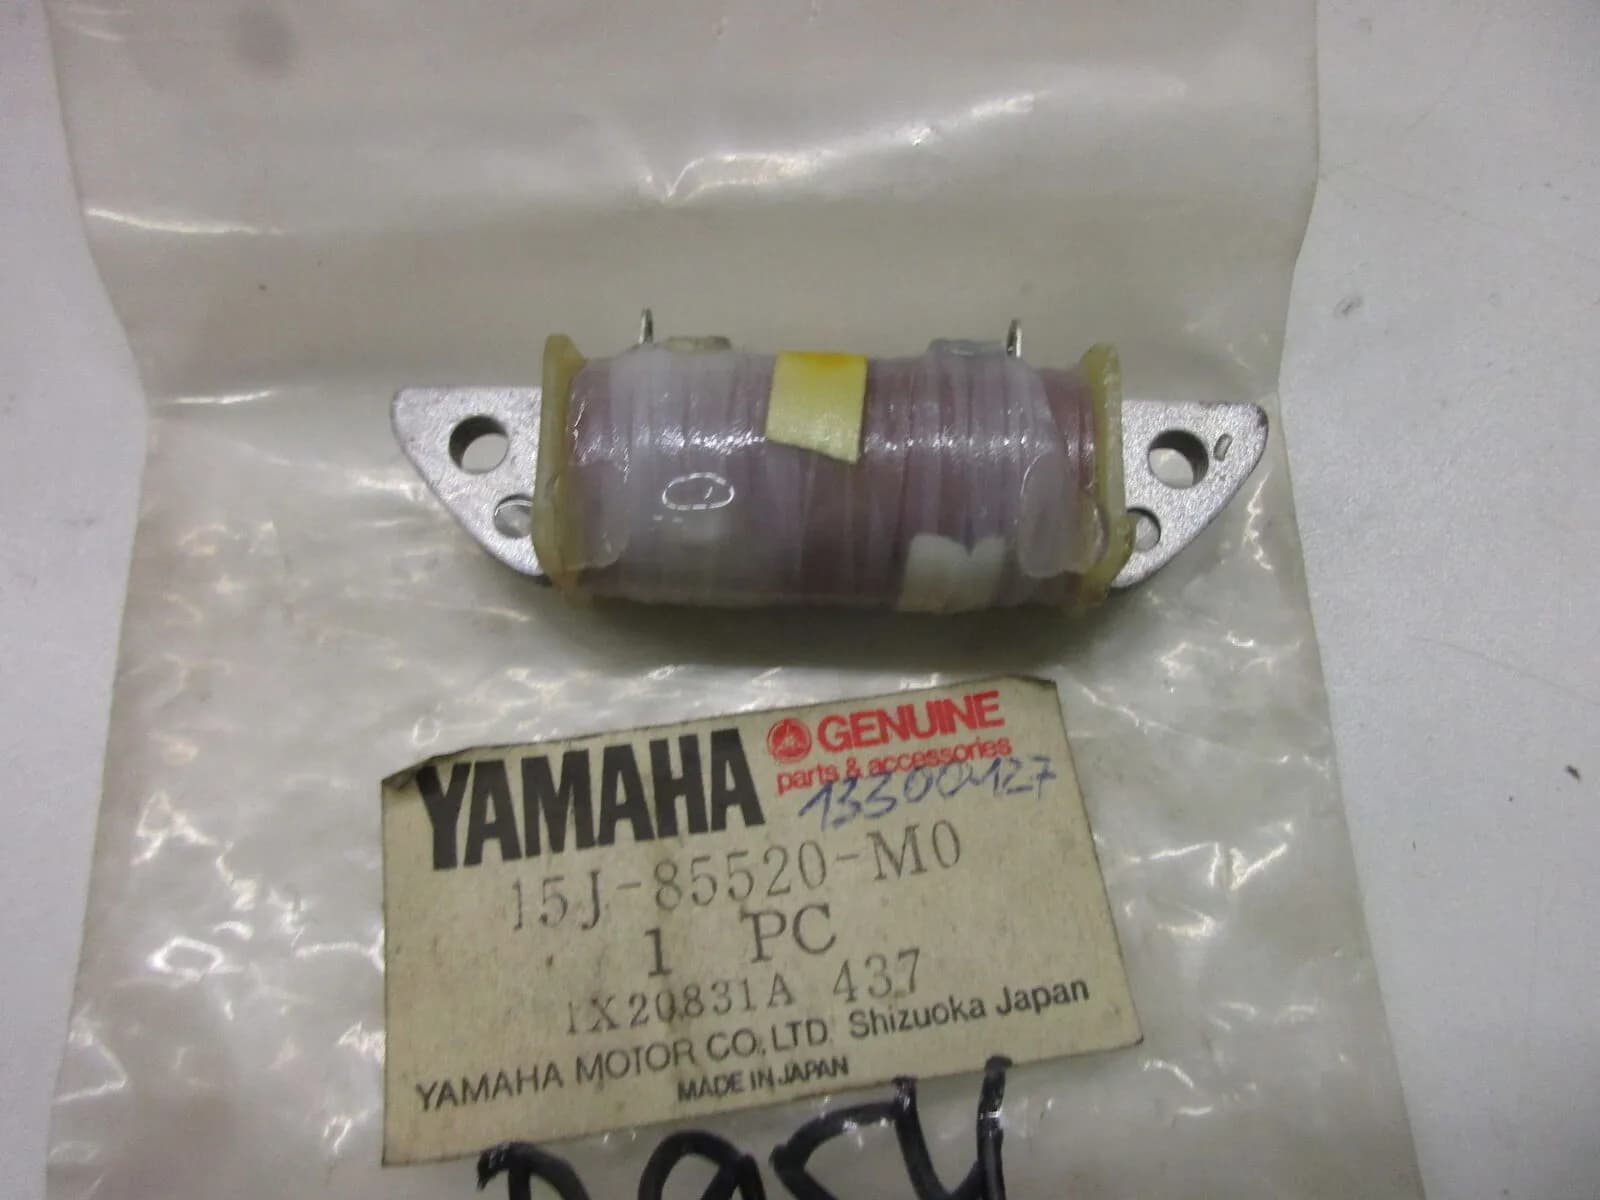 YAMAHA GENUINE
parts & accessories
13300427
15J-85520-M0
1 PC
1X20831A 437
YAMAHA MOTOR CO., LTD. Shizuoka Japan
MADE IN JAPAN